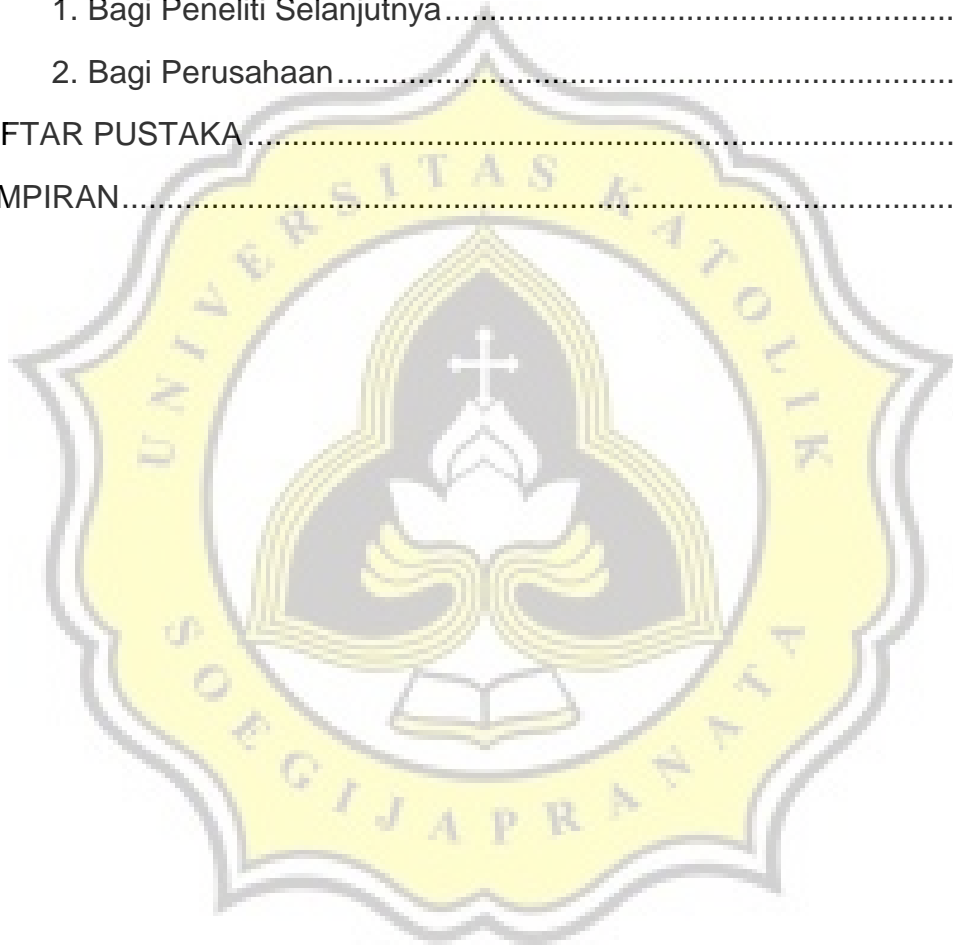 1. Bagi Peneliti Selanjutnya
2. Bagi Perusahaan
FTAR PUSTAKA
MPIRAN
UNIVERSITAS KATOLIK
SOEGIJAPRANATA